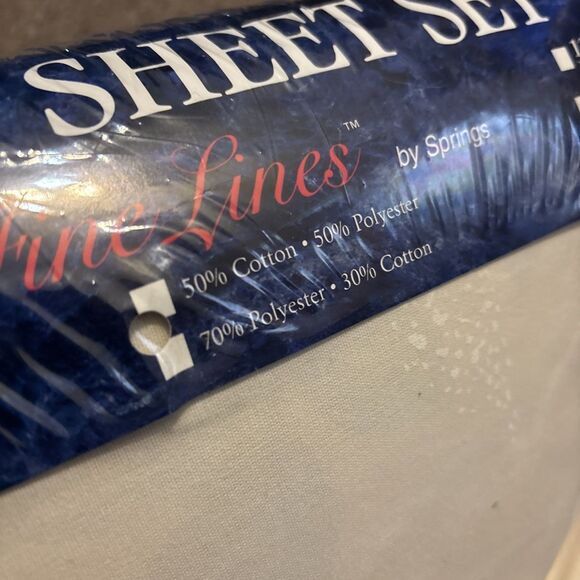 SHEET SET
Fine Lines™
by Springs
50% Cotton • 50% Polyester
70% Polyester • 30% Cotton